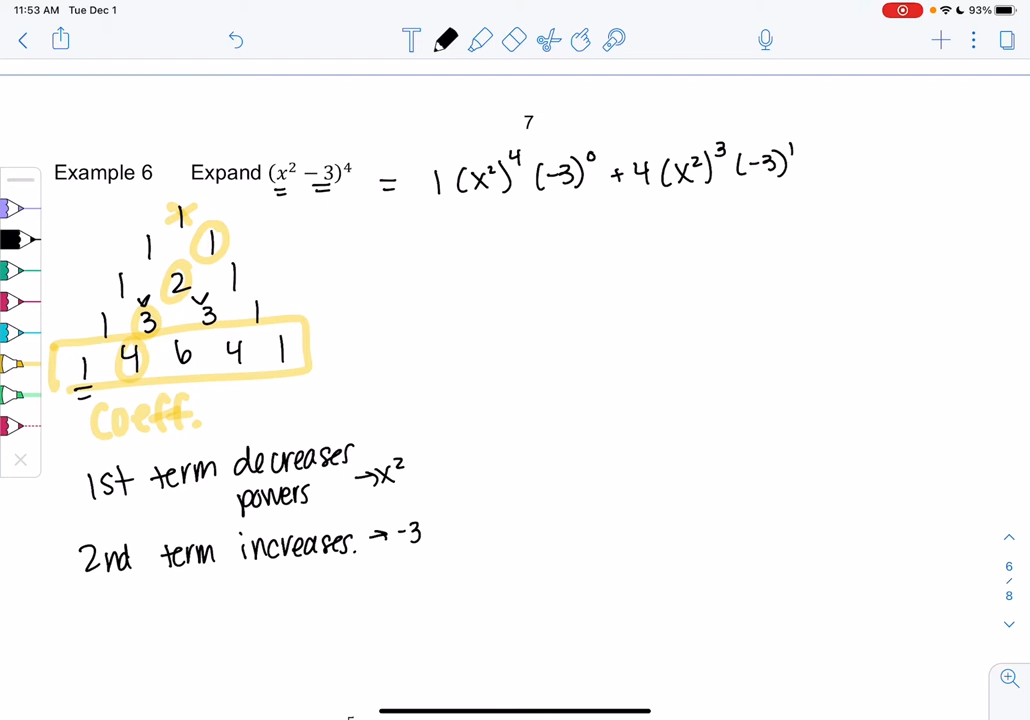 11:53 AM Tue Dec 1
93%
7
Example 6 Expand (x² − 3)⁴ = 1 (x²)⁴ (-3)⁰ + 4 (x²)³ (-3)¹
1
1 1
1 2 1
1 3 3 1
1 4 6 4 1
coeff.
1st term decreases
powers → x²
2nd term increases. → -3
6
/
8